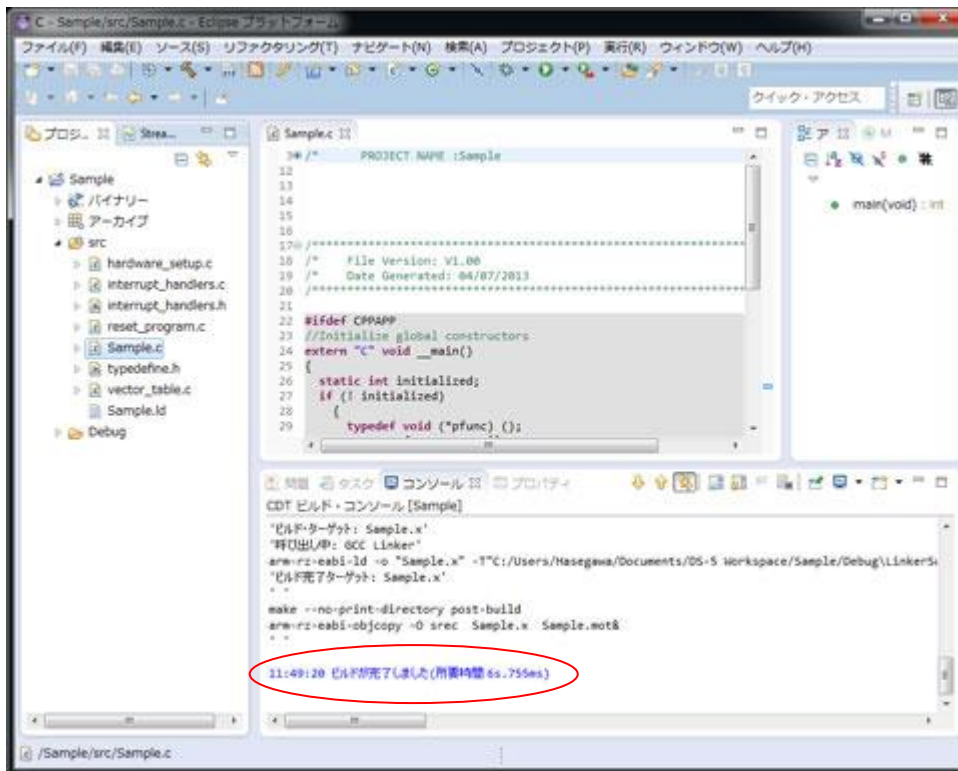 C - Sample/src/Sample.c - Eclipse プラットフォーム
ファイル(F) 編集(E) ソース(S) リファクタリング(T) ナビゲート(N) 検索(A) プロジェクト(P) 実行(R) ウィンドウ(W) ヘルプ(H)
クイック・アクセス
プロジ...
Strea...
Sample
バイナリー
アーカイブ
src
hardware_setup.c
interrupt_handlers.c
interrupt_handlers.h
reset_program.c
Sample.c
typedefine.h
vector_table.c
Sample.ld
Debug
Sample.c
3 /* PROJECT NAME :Sample
12
13
14
15
16
17 /****************************************************************
18 /* File Version: V1.00
19 /* Date Generated: 04/07/2013
20 /****************************************************************
21
22 #ifdef CPPAPP
23 //Initialize global constructors
24 extern "C" void __main()
25 {
26 static int initialized;
27 if (! initialized)
28 {
29 typedef void (*pfunc) ();
ア
M
main(void) : int
問題 タスク コンソール プロパティ
CDT ビルド・コンソール [Sample]
'ビルド・ターゲット: Sample.x'
'呼び出し中: GCC Linker'
arm-rz-eabi-ld -o "Sample.x" -T"C:/Users/Hasegawa/Documents/DS-5 Workspace/Sample/Debug\LinkerS
'ビルド完了ターゲット: Sample.x'
' '
make --no-print-directory post-build
arm-rz-eabi-objcopy -O srec Sample.x Sample.mot&
' '
11:49:20 ビルドが完了しました(所要時間 6s.755ms)
/Sample/src/Sample.c